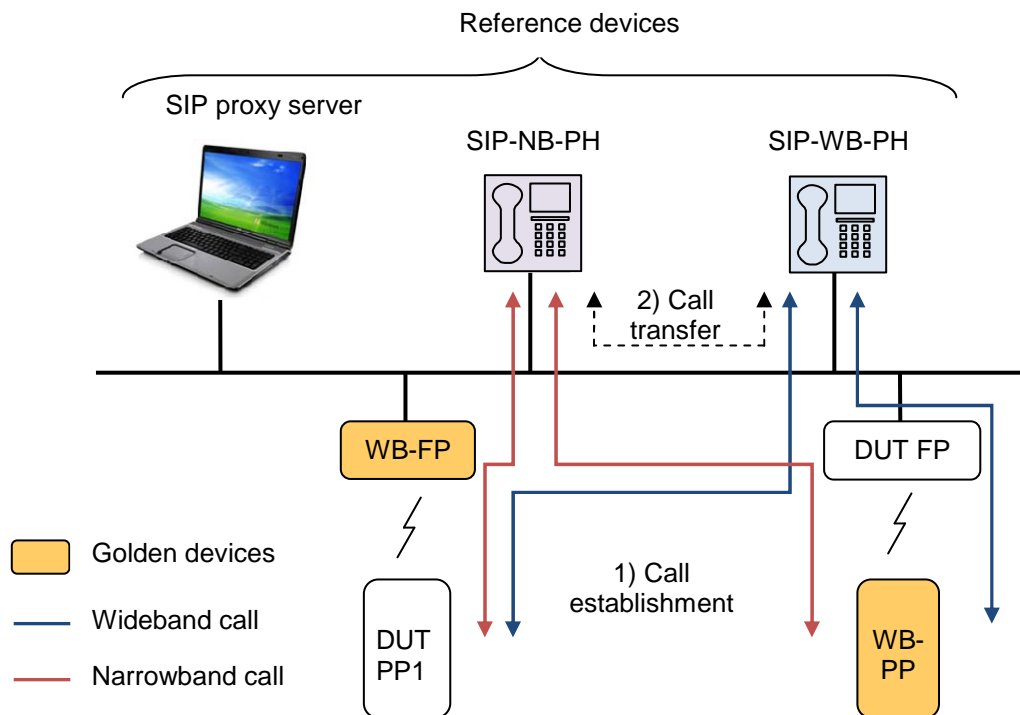 Reference devices
SIP proxy server
SIP-NB-PH
SIP-WB-PH
2) Call
transfer
WB-FP
DUT FP
Golden devices
Wideband call
Narrowband call
1) Call
establishment
DUT
PP1
WB-
PP